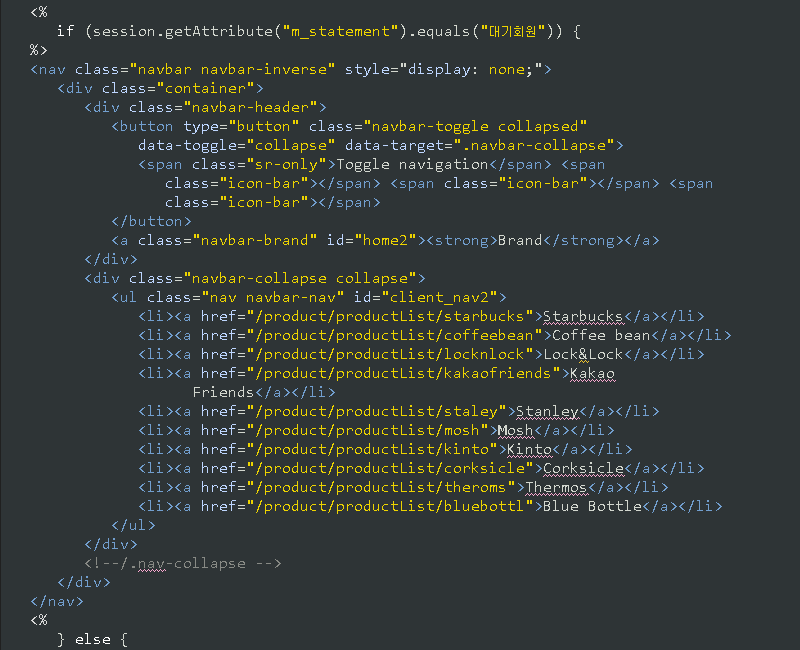 <%
if (session.getAttribute("m_statement").equals("대기회원")) {
%>
<nav class="navbar navbar-inverse" style="display: none;">
<div class="container">
<div class="navbar-header">
<button type="button" class="navbar-toggle collapsed"
data-toggle="collapse" data-target=".navbar-collapse">
<span class="sr-only">Toggle navigation</span> <span
class="icon-bar"></span> <span class="icon-bar"></span> <span
class="icon-bar"></span>
</button>
<a class="navbar-brand" id="home2"><strong>Brand</strong></a>
</div>
<div class="navbar-collapse collapse">
<ul class="nav navbar-nav" id="client_nav2">
<li><a href="/product/productList/starbucks">Starbucks</a></li>
<li><a href="/product/productList/coffeebean">Coffee bean</a></li>
<li><a href="/product/productList/locknlock">Lock&Lock</a></li>
<li><a href="/product/productList/kakaofriends">Kakao
Friends</a></li>
<li><a href="/product/productList/staley">Stanley</a></li>
<li><a href="/product/productList/mosh">Mosh</a></li>
<li><a href="/product/productList/kinto">Kinto</a></li>
<li><a href="/product/productList/corksicle">Corksicle</a></li>
<li><a href="/product/productList/theroms">Thermos</a></li>
<li><a href="/product/productList/bluebottl">Blue Bottle</a></li>
</ul>
</div>
<!--/.nav-collapse -->
</div>
</nav>
<%
} else {